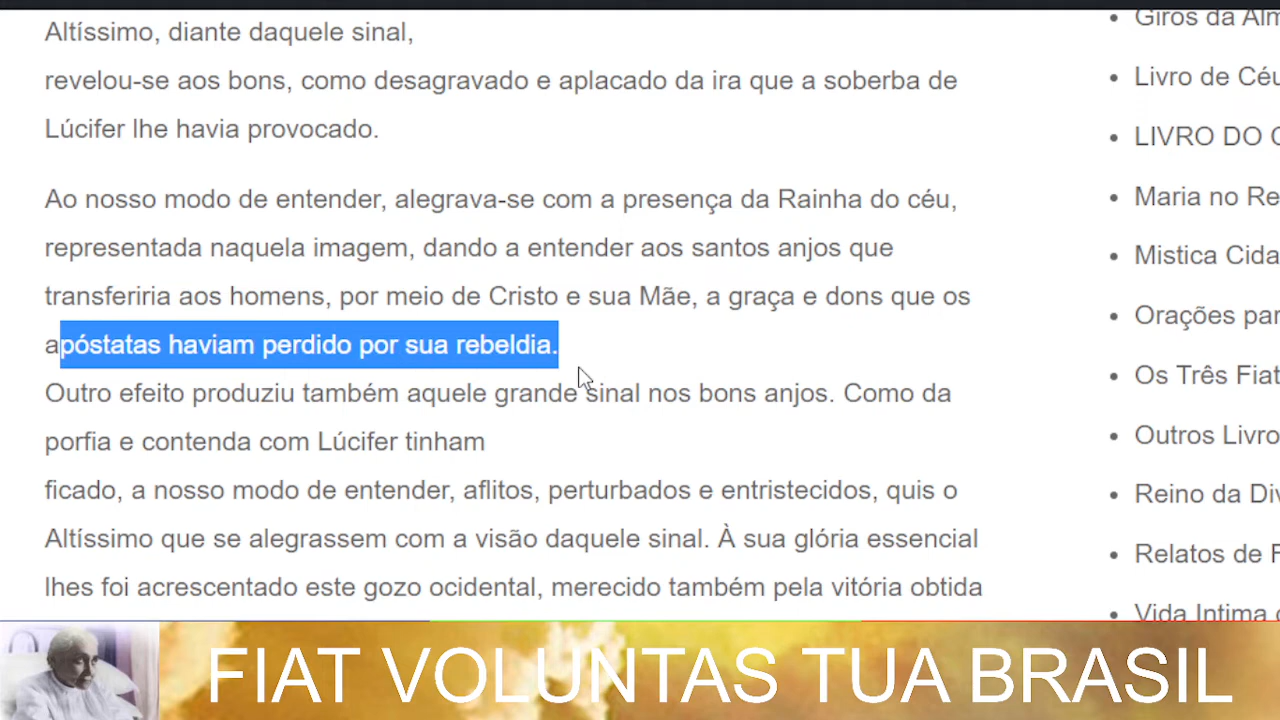 Altíssimo, diante daquele sinal,
revelou-se aos bons, como desagravado e aplacado da ira que a soberba de
Lúcifer lhe havia provocado.
Ao nosso modo de entender, alegrava-se com a presença da Rainha do céu,
representada naquela imagem, dando a entender aos santos anjos que
transferiria aos homens, por meio de Cristo e sua Mãe, a graça e dons que os
apóstatas haviam perdido por sua rebeldia.
Outro efeito produziu também aquele grande sinal nos bons anjos. Como da
porfia e contenda com Lúcifer tinham
ficado, a nosso modo de entender, aflitos, perturbados e entristecidos, quis o
Altíssimo que se alegrassem com a visão daquele sinal. À sua glória essencial
lhes foi acrescentado este gozo ocidental, merecido também pela vitória obtida
Giros da Alm
Livro de Céu
LIVRO DO C
Maria no Re
Mistica Cida
Orações par
Os Três Fiat
Outros Livro
Reino da Div
Relatos de F
Vida Intima
FIAT VOLUNTAS TUA BRASIL